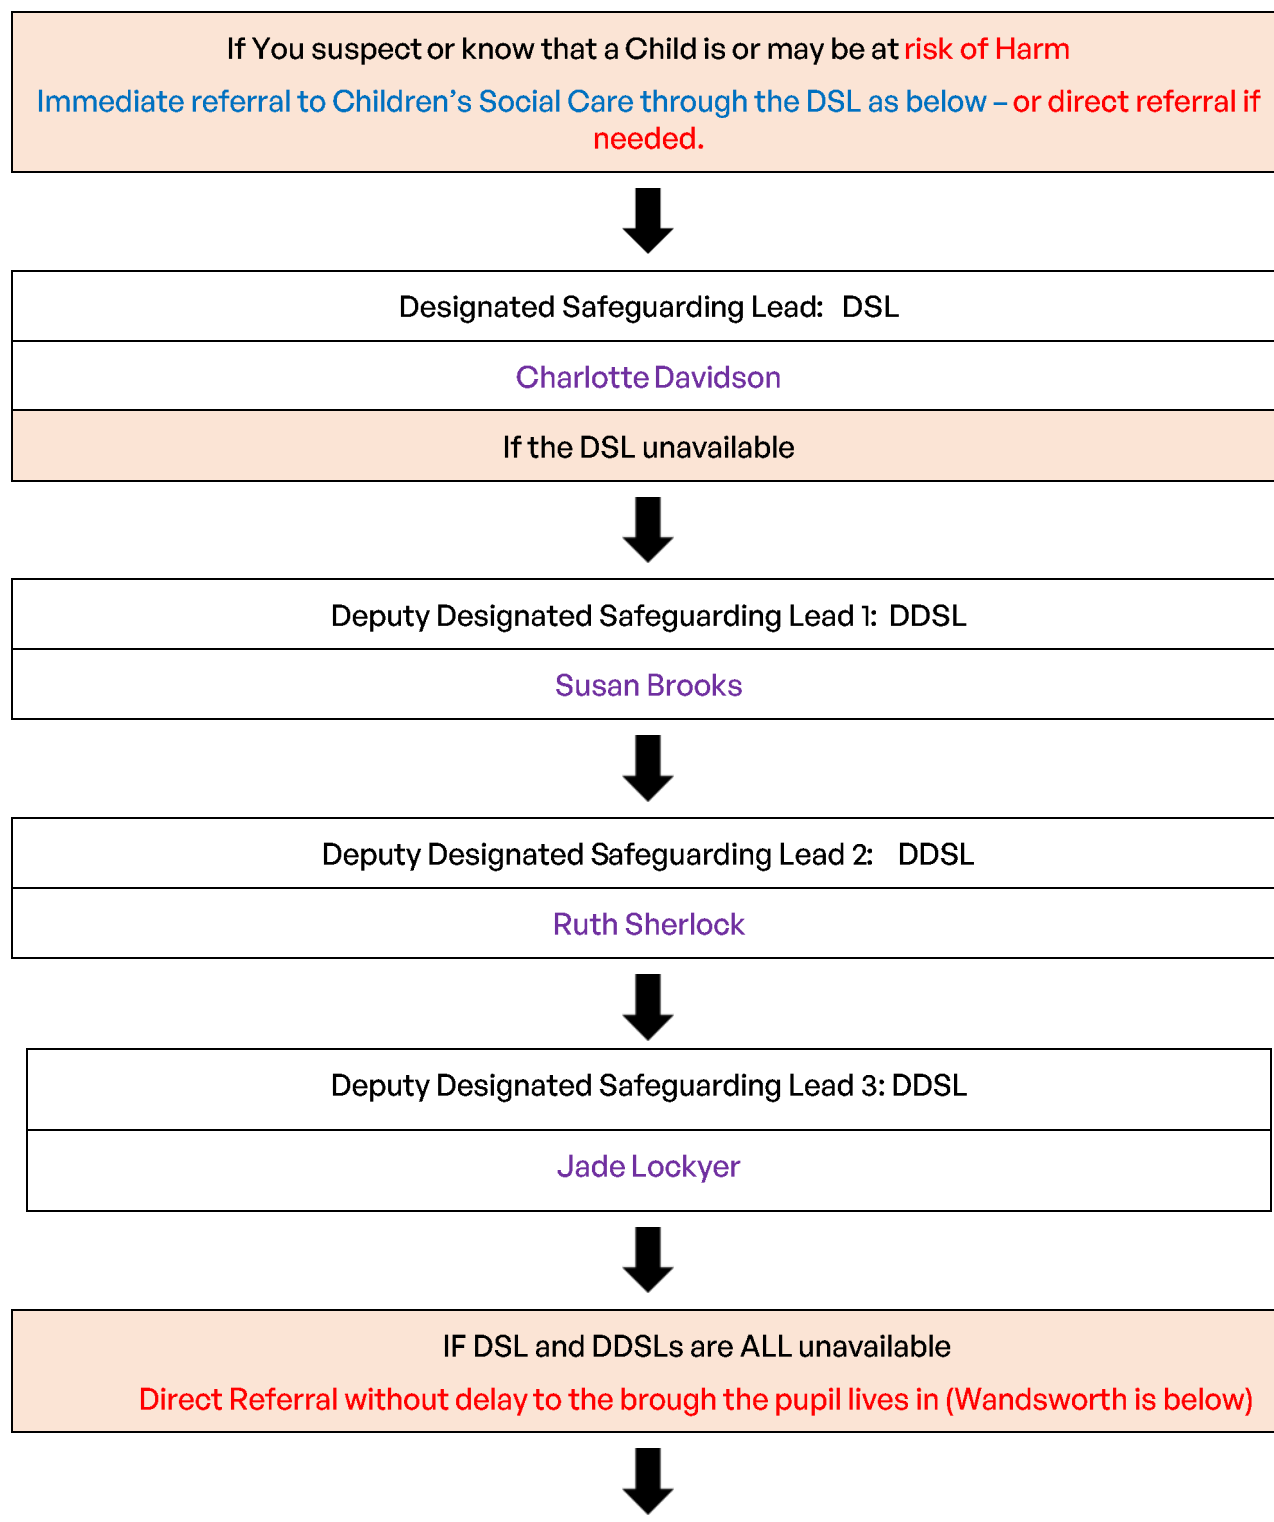 If You suspect or know that a Child is or may be at risk of Harm
Immediate referral to Children’s Social Care through the DSL as below – or direct referral if
needed.
Designated Safeguarding Lead: DSL
Charlotte Davidson
If the DSL unavailable
Deputy Designated Safeguarding Lead 1: DDSL
Susan Brooks
Deputy Designated Safeguarding Lead 2: DDSL
Ruth Sherlock
Deputy Designated Safeguarding Lead 3: DDSL
Jade Lockyer
IF DSL and DDSLs are ALL unavailable
Direct Referral without delay to the brough the pupil lives in (Wandsworth is below)